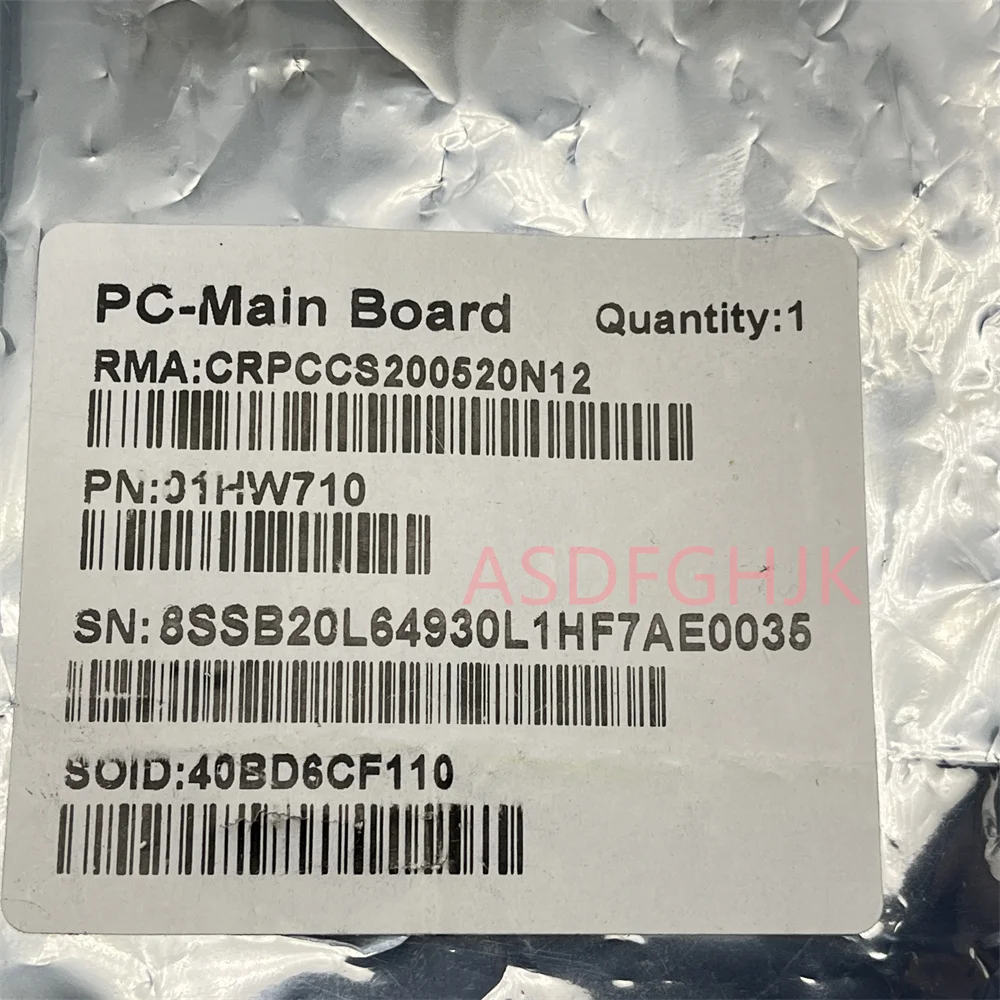 PC-Main Board Quantity:1
RMA:CRPCCS200520N12
PN:01HW710
ASDFGHJK
SN:8SSB20L64930L1HF7AE0035
SOID:40BD6CF110